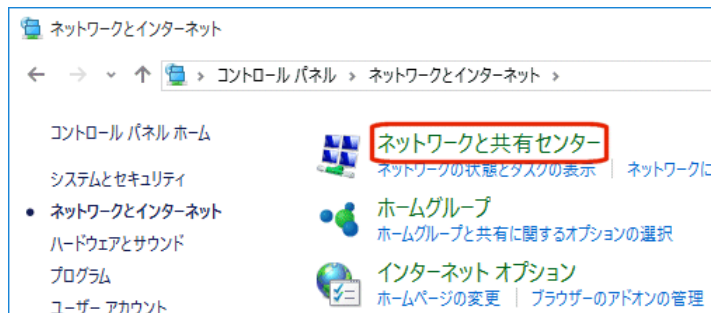 ネットワークとインターネット
コントロール パネル › ネットワークとインターネット ›
コントロール パネル ホーム
システムとセキュリティ
ネットワークとインターネット
ハードウェアとサウンド
プログラム
ユーザー アカウント
ネットワークと共有センター
ネットワークの状態とタスクの表示 ネットワークに
ホームグループ
ホームグループと共有に関するオプションの選択
インターネット オプション
ホームページの変更 ブラウザーのアドオンの管理